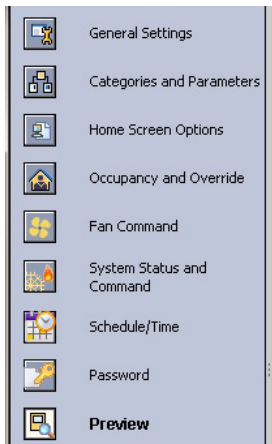 General Settings
Categories and Parameters
Home Screen Options
Occupancy and Override
Fan Command
System Status and
Command
Schedule/Time
Password
Preview